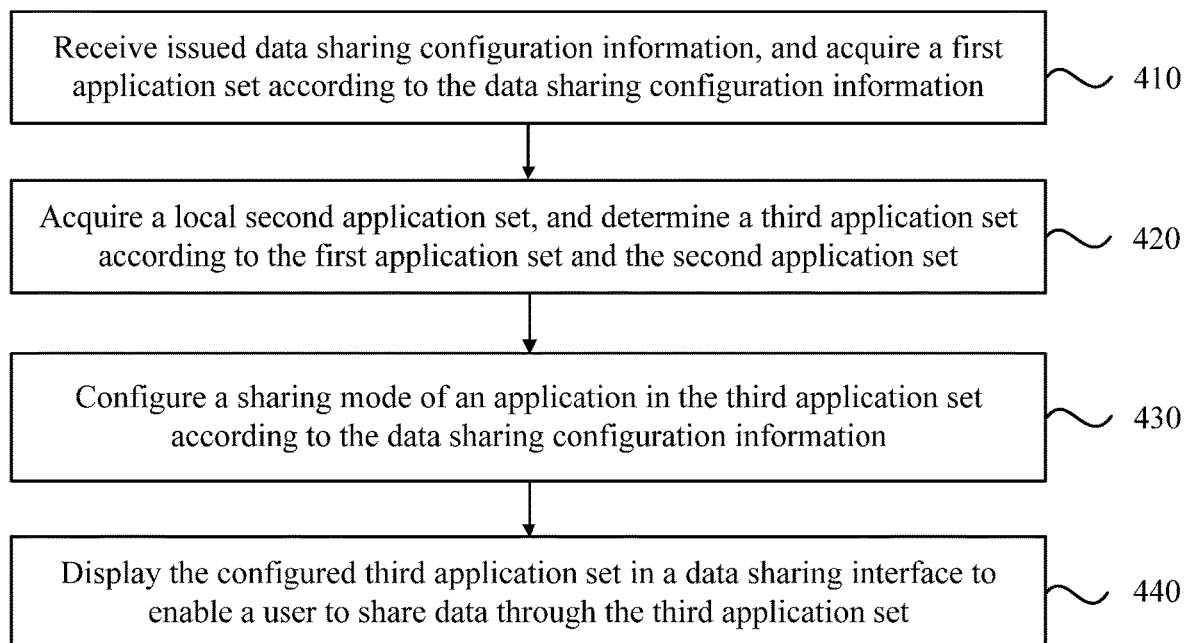 Receive issued data sharing configuration information, and acquire a first
application set according to the data sharing configuration information
410
Acquire a local second application set, and determine a third application set
according to the first application set and the second application set
420
Configure a sharing mode of an application in the third application set
according to the data sharing configuration information
430
Display the configured third application set in a data sharing interface to
enable a user to share data through the third application set
440